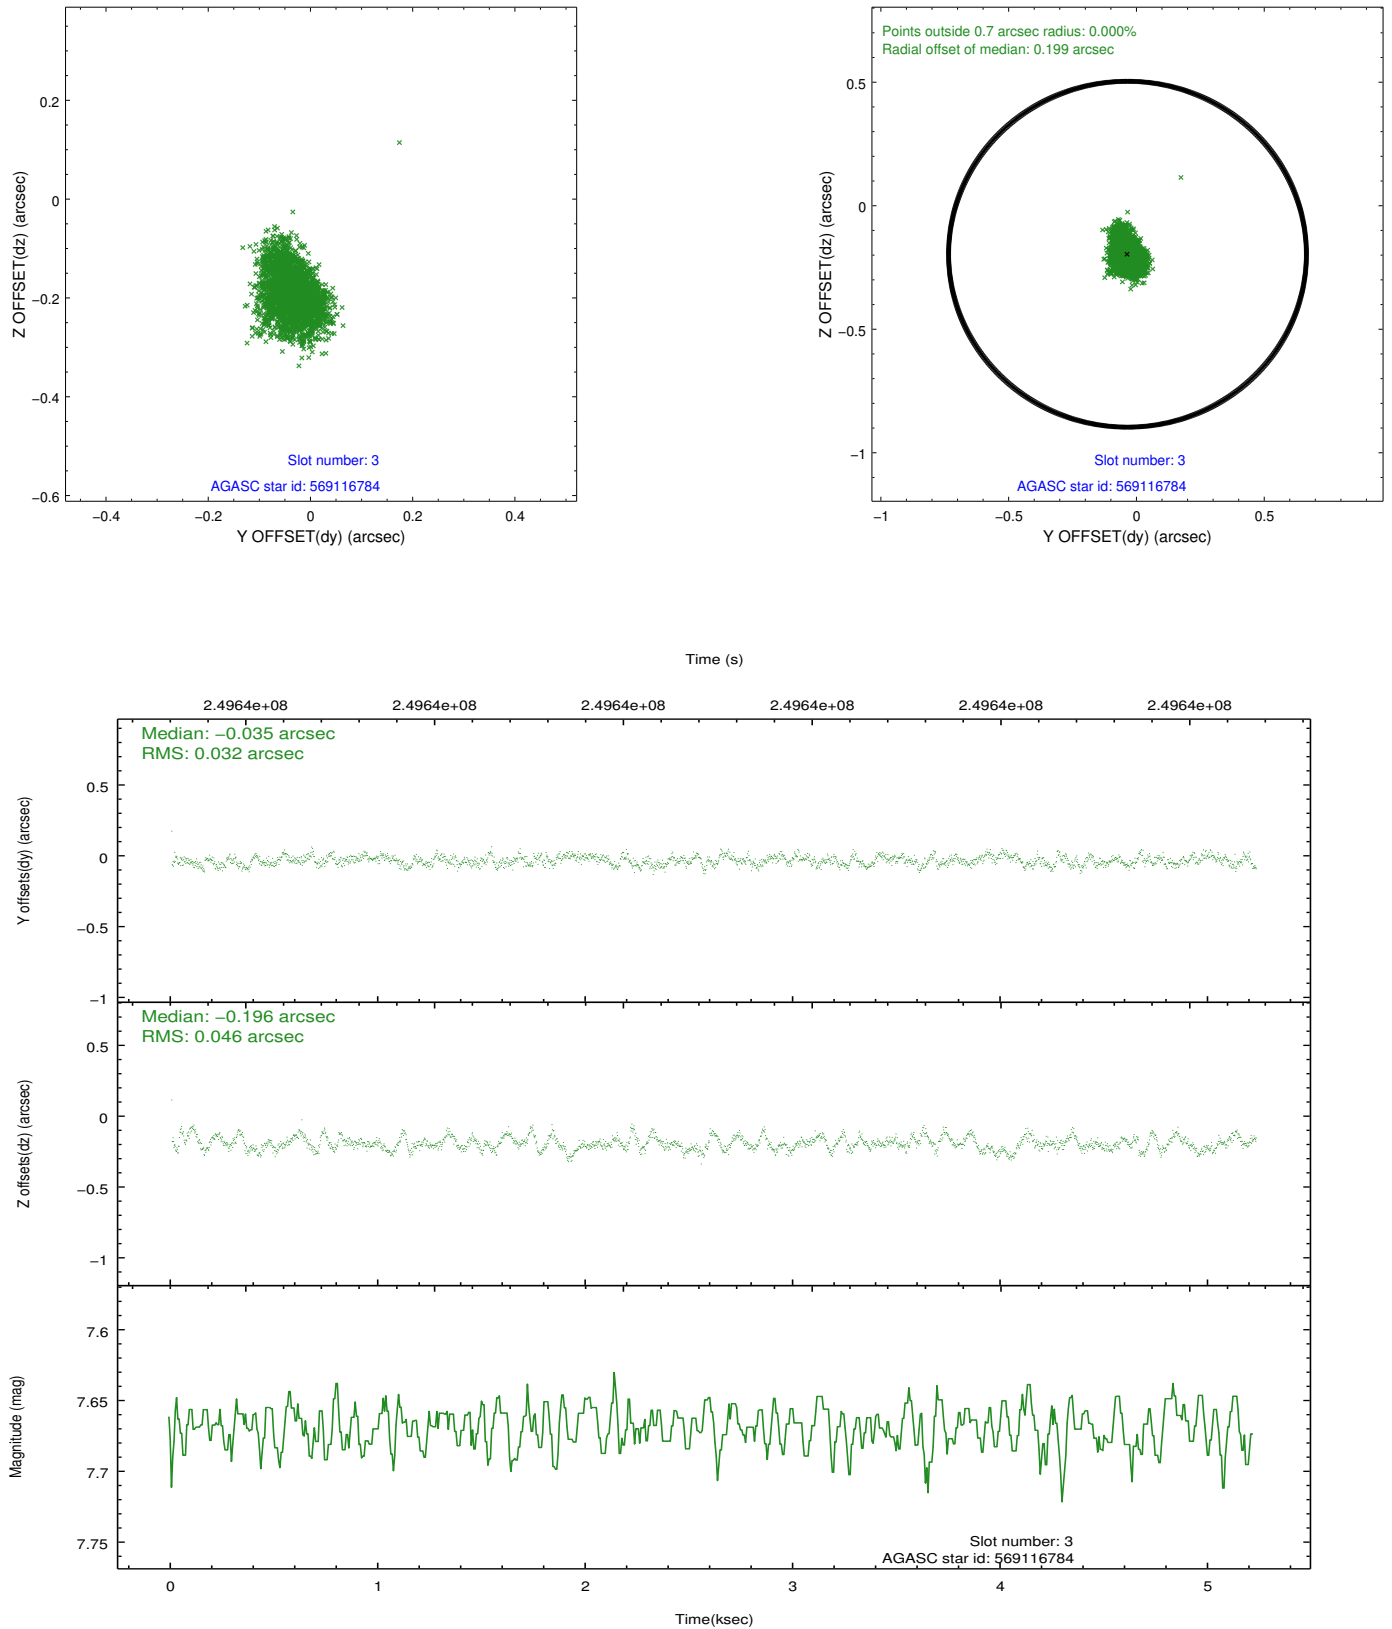 0.2
0
−0.2
−0.4
−0.6
Z OFFSET(dz) (arcsec)
Slot number: 3
AGASC star id: 569116784
−0.4 −0.2 0 0.2 0.4
Y OFFSET(dy) (arcsec)
Points outside 0.7 arcsec radius: 0.000%
Radial offset of median: 0.199 arcsec
0.5
0
−0.5
−1
Z OFFSET(dz) (arcsec)
Slot number: 3
AGASC star id: 569116784
−1 −0.5 0 0.5
Y OFFSET(dy) (arcsec)
Time (s)
2.4964e+08 2.4964e+08 2.4964e+08 2.4964e+08 2.4964e+08 2.4964e+08
Median: −0.035 arcsec
RMS: 0.032 arcsec
0.5
0
−0.5
−1
Y offsets(dy) (arcsec)
Median: −0.196 arcsec
RMS: 0.046 arcsec
0.5
0
−0.5
−1
Z offsets(dz) (arcsec)
7.6
7.65
7.7
7.75
Magnitude (mag)
Slot number: 3
AGASC star id: 569116784
0 1 2 3 4 5
Time(ksec)